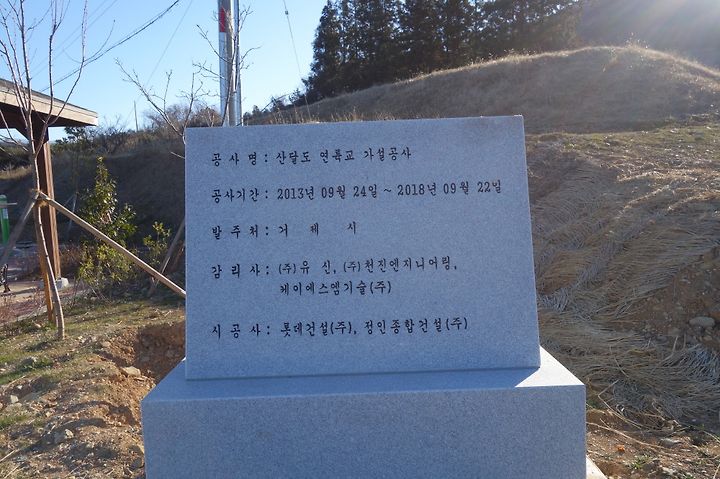 공 사 명 : 산달도 연륙교 가설공사
공사기간 : 2013년 09월 24일 ~ 2018년 09월 22일
발 주 처 : 거 제 시
감 리 사 : (주)유 신, (주)천진엔지니어링,
케이에스엠기술(주)
시 공 사 : 롯데건설(주), 정인종합건설(주)